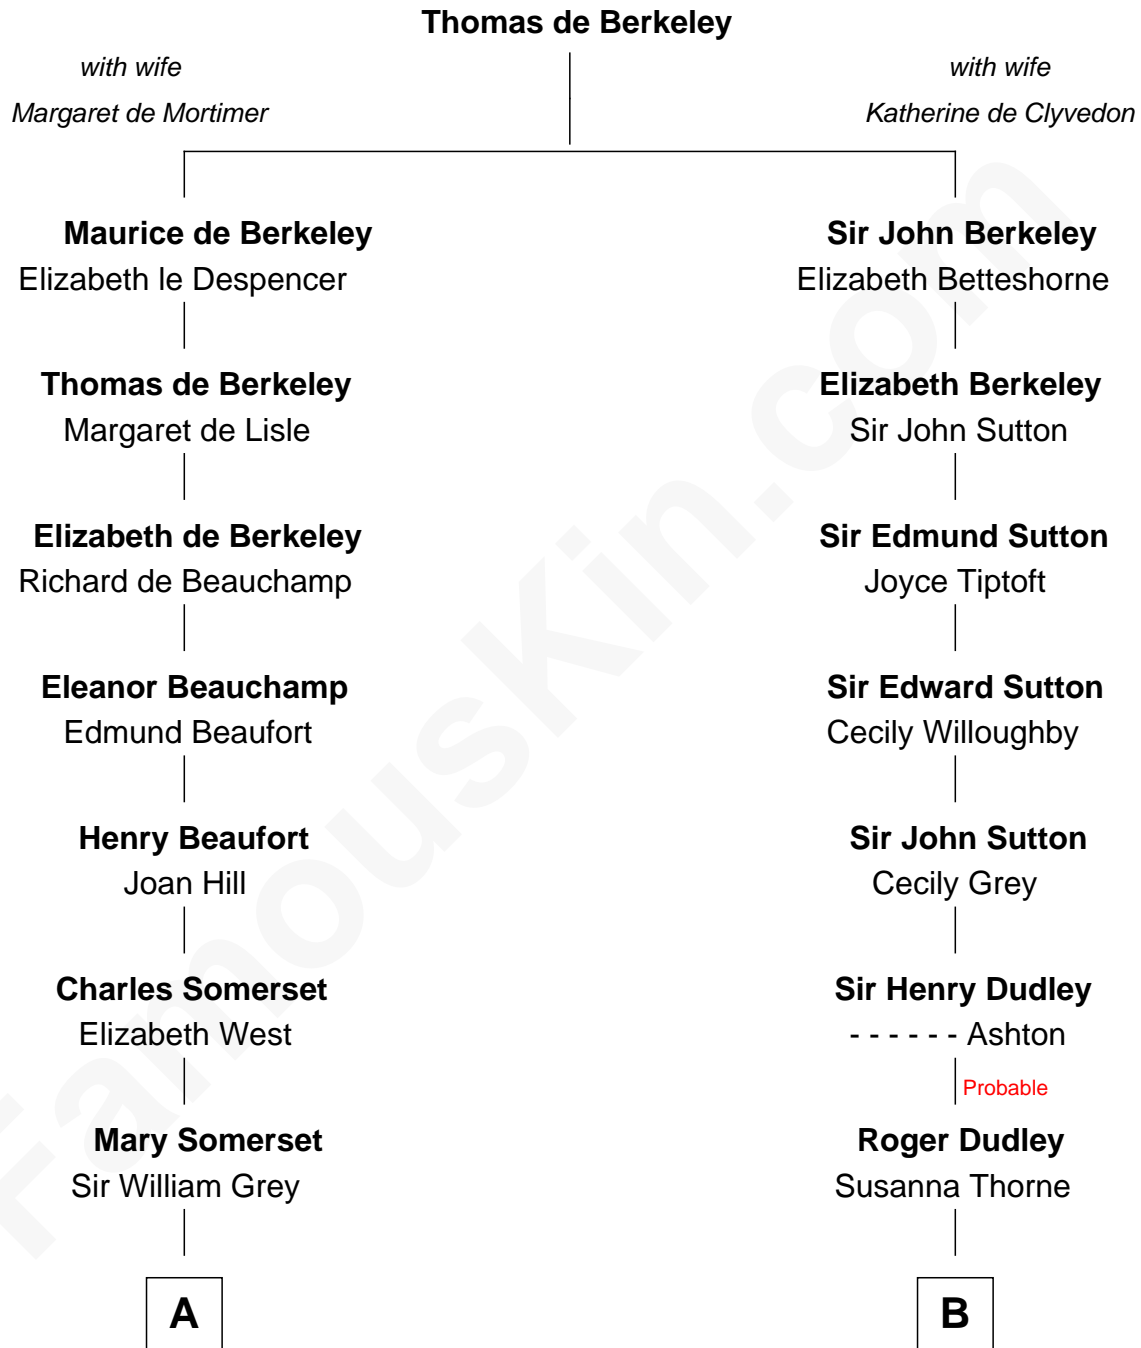 Thomas de Berkeley
with wife
Margaret de Mortimer
with wife
Katherine de Clyvedon
Maurice de Berkeley
Elizabeth le Despencer
Sir John Berkeley
Elizabeth Betteshorne
Thomas de Berkeley
Margaret de Lisle
Elizabeth Berkeley
Sir John Sutton
Elizabeth de Berkeley
Richard de Beauchamp
Sir Edmund Sutton
Joyce Tiptoft
Eleanor Beauchamp
Edmund Beaufort
Sir Edward Sutton
Cecily Willoughby
Henry Beaufort
Joan Hill
Sir John Sutton
Cecily Grey
Charles Somerset
Elizabeth West
Sir Henry Dudley
- - - - - - Ashton
Probable
Mary Somerset
Sir William Grey
Roger Dudley
Susanna Thorne
A
B
FamousKin.com